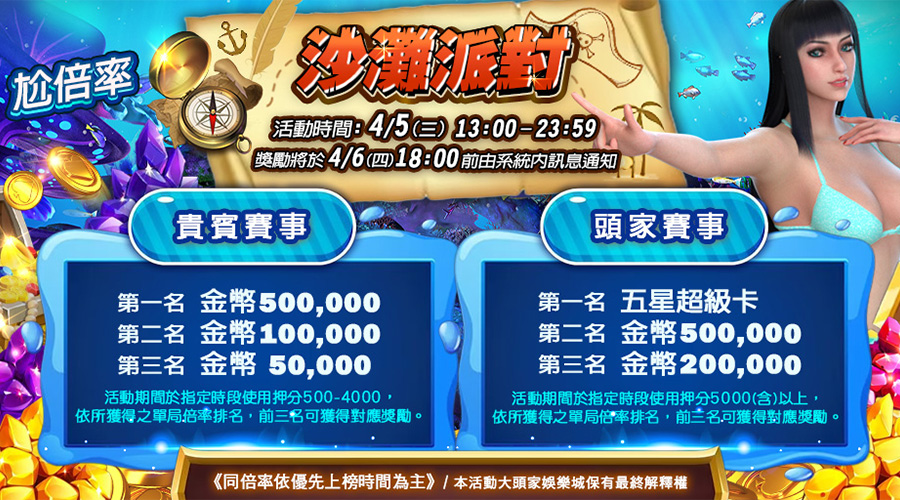 尬倍率
沙灘派對
活動時間：4/5(三) 13:00-23:59
獎勵將於 4/6(四)18:00前由系統內訊息通知
貴賓賽事
第一名 金幣500,000
第二名 金幣100,000
第三名 金幣 50,000
活動期間於指定時段使用押分500-4000，
依所獲得之單局倍率排名，前三名可獲得對應獎勵。
頭家賽事
第一名 五星超級卡
第二名 金幣500,000
第三名 金幣200,000
活動期間於指定時段使用押分5000(含)以上，
依所獲得之單局倍率排名，前三名可獲得對應獎勵。
《同倍率依優先上榜時間為主》/ 本活動大頭家娛樂城保有最終解釋權